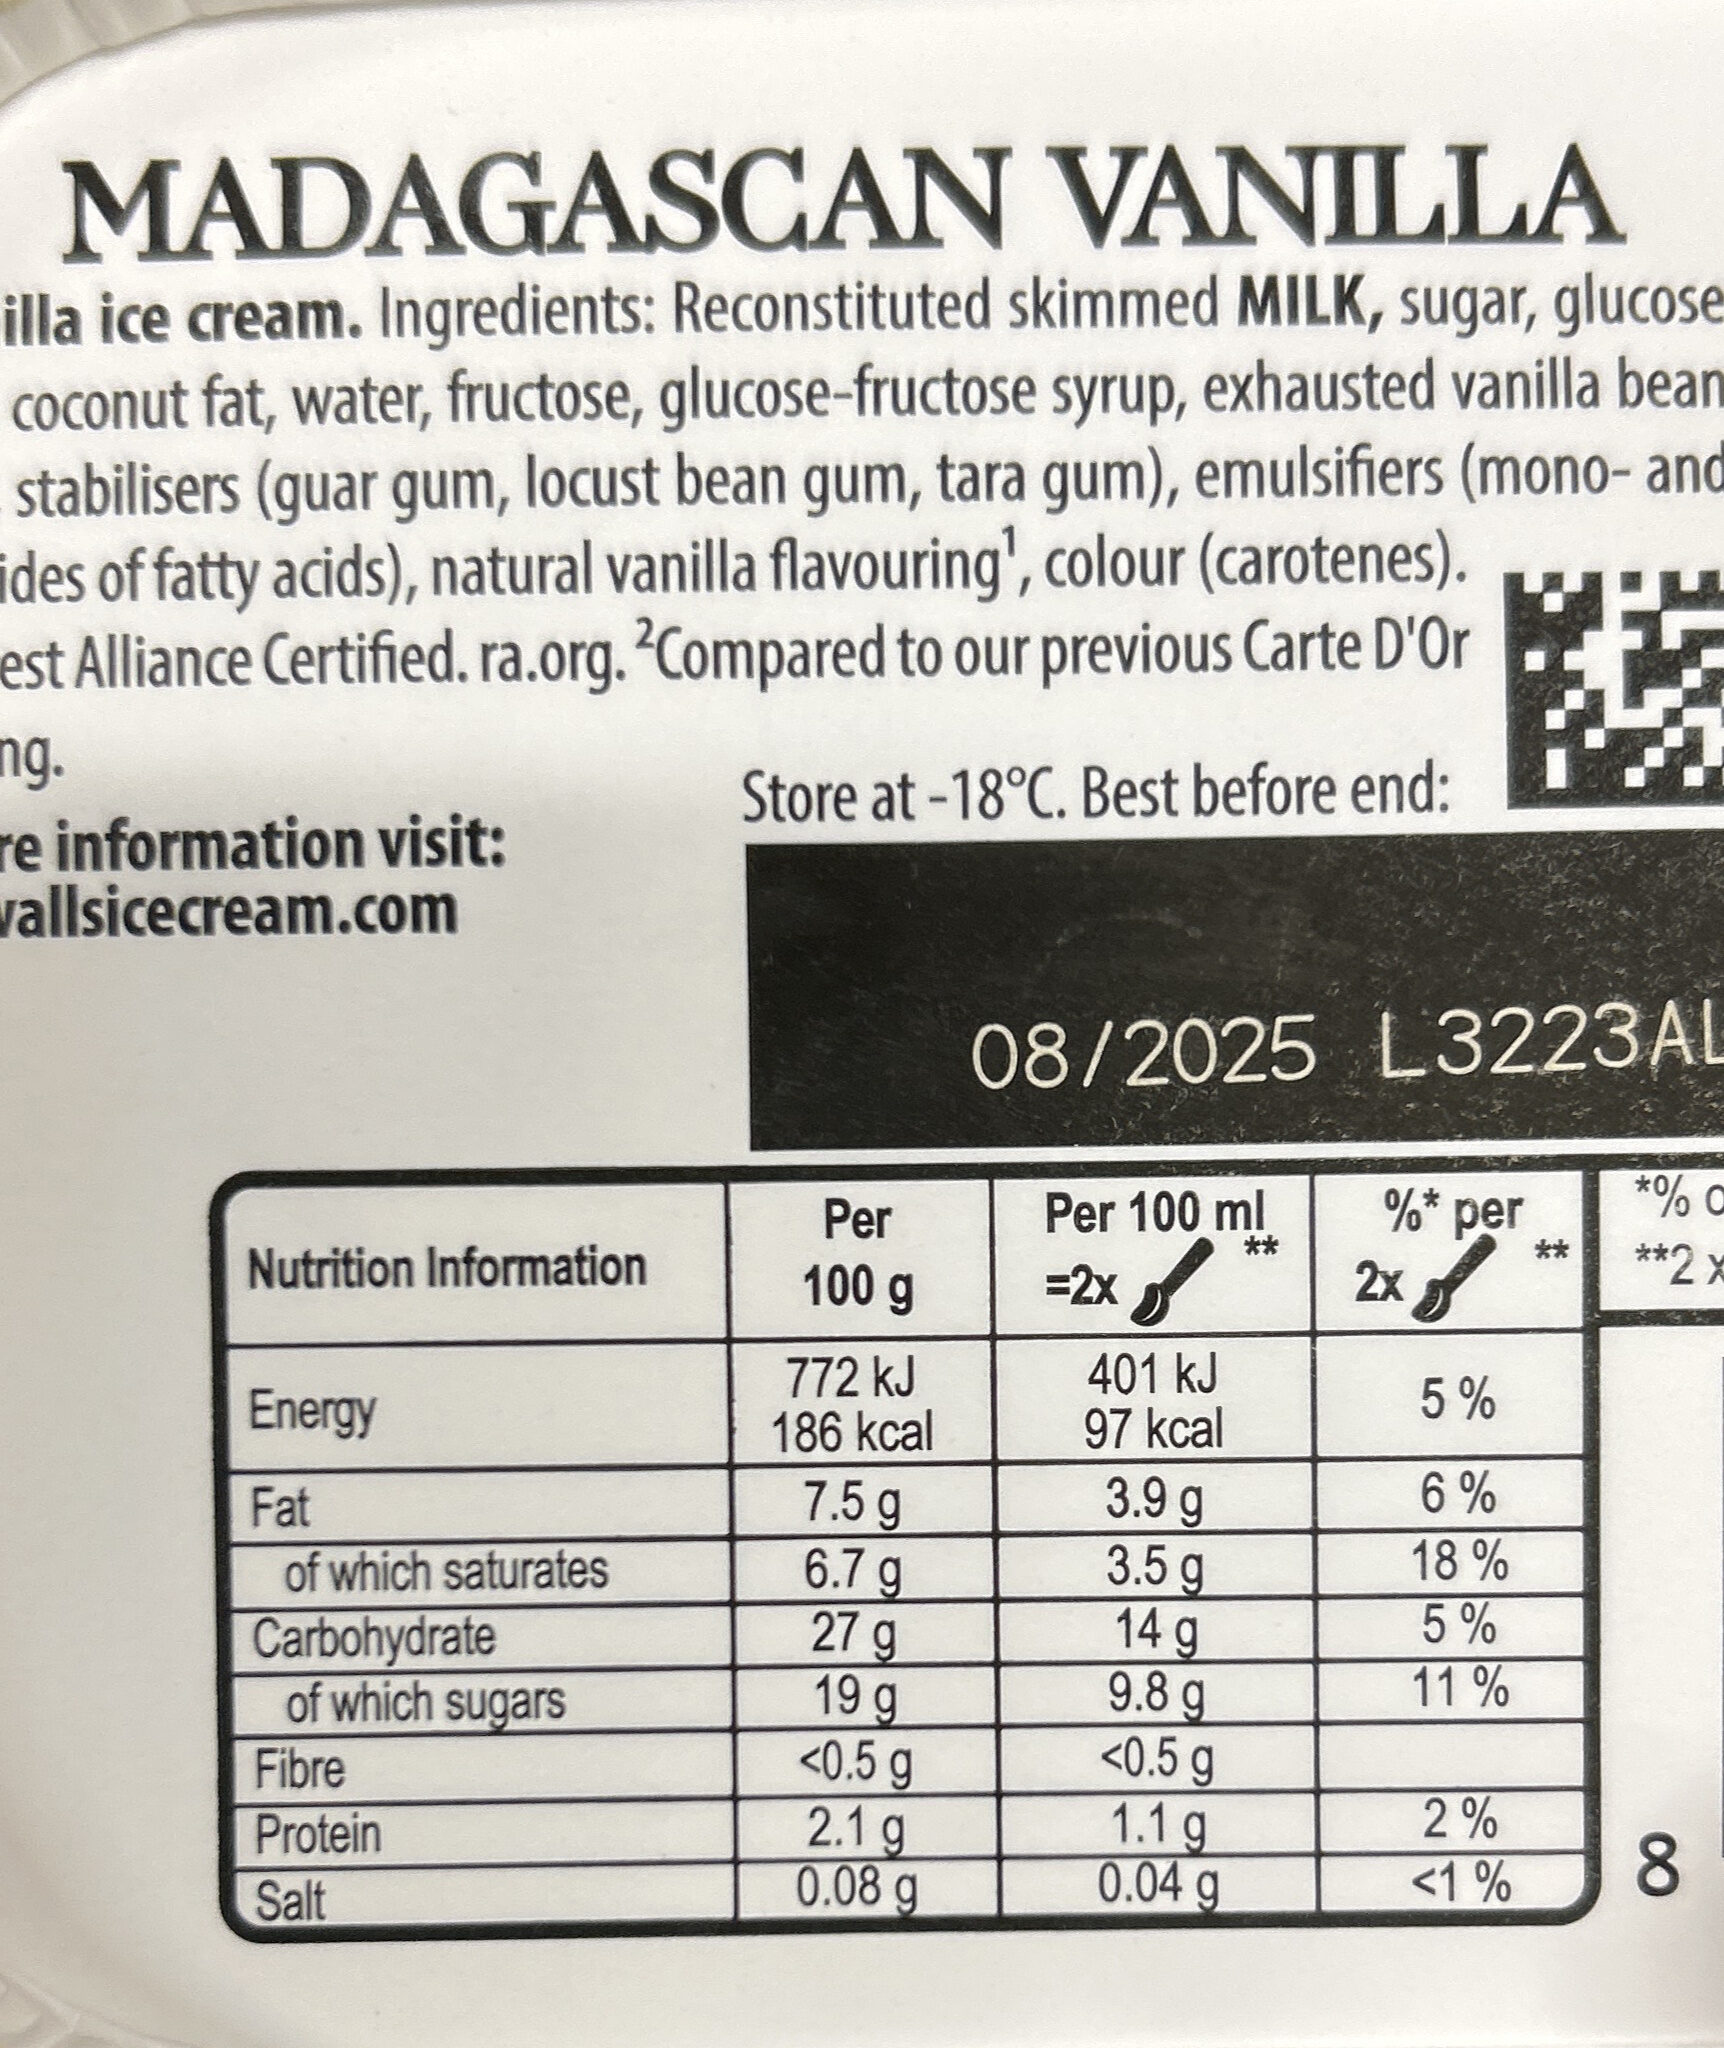 MADAGASCAN VANILLA
illa ice cream. Ingredients: Reconstituted skimmed MILK, sugar, glucose
coconut fat, water, fructose, glucose-fructose syrup, exhausted vanilla bean
stabilisers (guar gum, locust bean gum, tara gum), emulsifiers (mono- and
ides of fatty acids), natural vanilla flavouring¹, colour (carotenes).
est Alliance Certified. ra.org. ²Compared to our previous Carte D'Or
ng.
Store at -18°C. Best before end:
re information visit:
wallsicecream.com
08/2025 L3223AL
Nutrition Information Per 100 g Per 100 ml =2x ** %* per 2x **
*% o
**2 x
Energy 772 kJ 186 kcal 401 kJ 97 kcal 5 %
Fat 7.5 g 3.9 g 6 %
of which saturates 6.7 g 3.5 g 18 %
Carbohydrate 27 g 14 g 5 %
of which sugars 19 g 9.8 g 11 %
Fibre <0.5 g <0.5 g
Protein 2.1 g 1.1 g 2 %
Salt 0.08 g 0.04 g <1 %
8